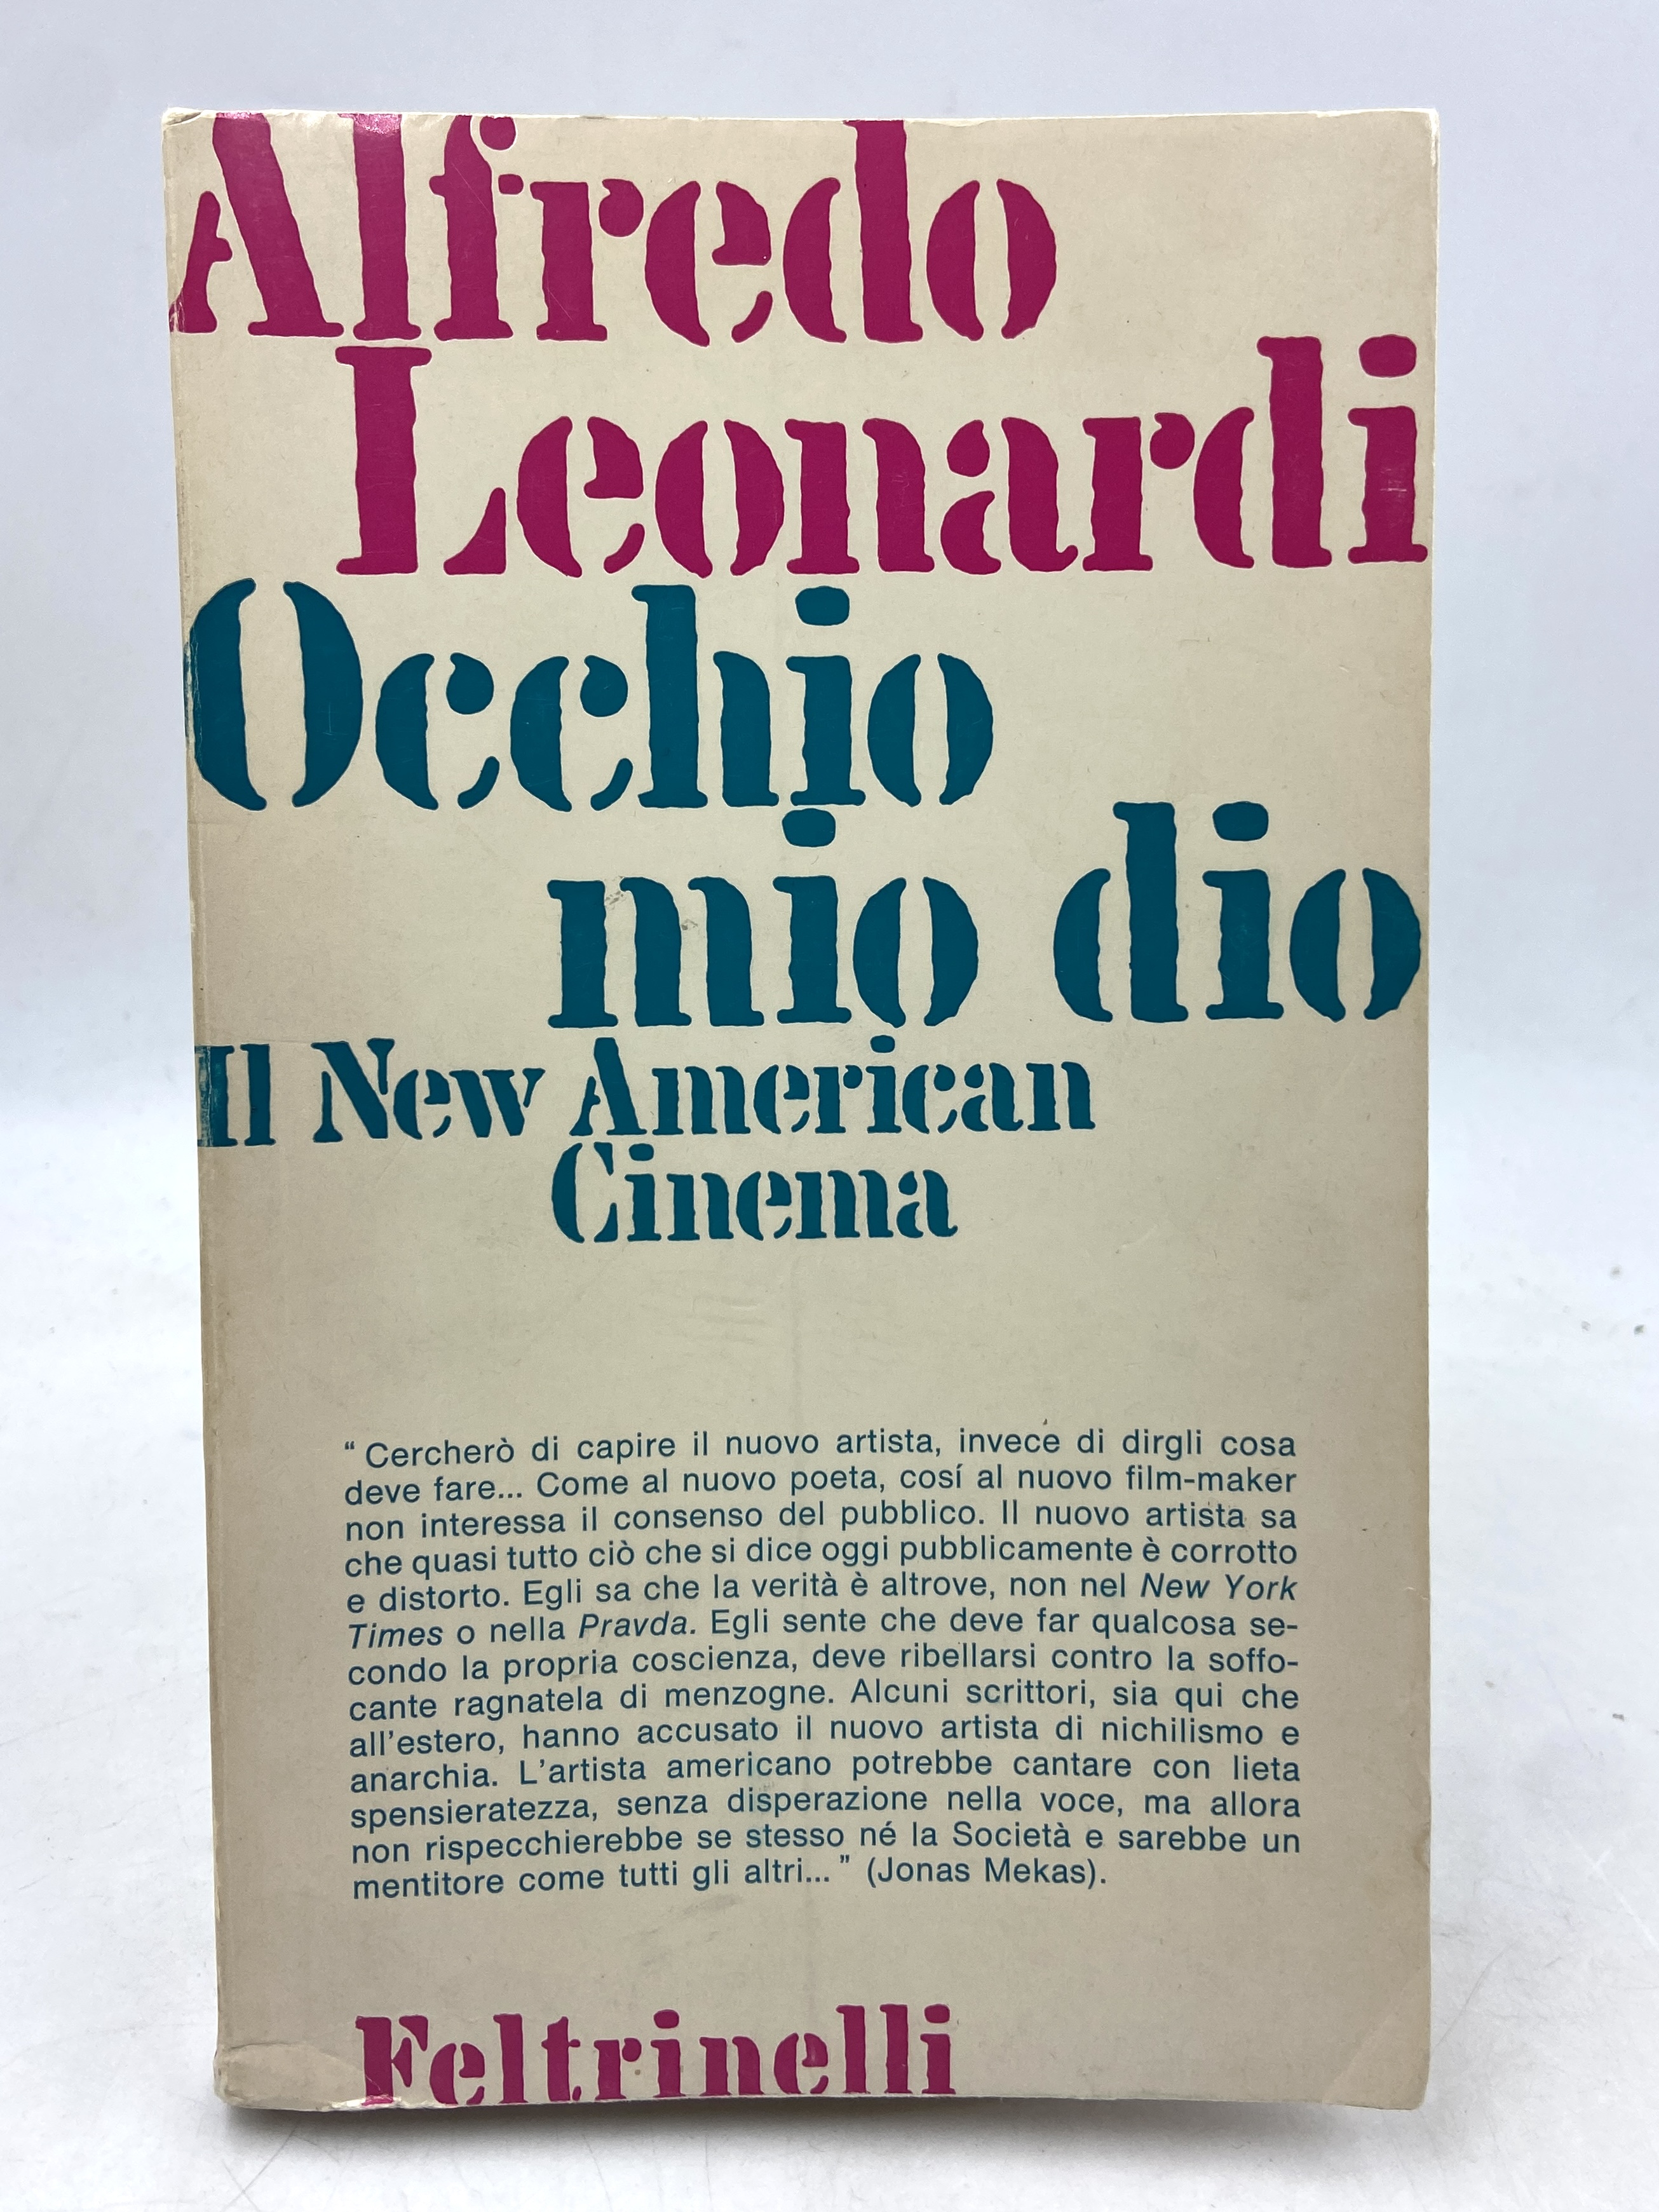 Alfredo
Leonardi
Occhio
mio dio
Il New American
Cinema
“ Cercherò di capire il nuovo artista, invece di dirgli cosa
deve fare... Come al nuovo poeta, cosí al nuovo film-maker
non interessa il consenso del pubblico. Il nuovo artista sa
che quasi tutto ciò che si dice oggi pubblicamente è corrotto
e distorto. Egli sa che la verità è altrove, non nel New York
Times o nella Pravda. Egli sente che deve far qualcosa se-
condo la propria coscienza, deve ribellarsi contro la soffo-
cante ragnatela di menzogne. Alcuni scrittori, sia qui che
all’estero, hanno accusato il nuovo artista di nichilismo e
anarchia. L’artista americano potrebbe cantare con lieta
spensieratezza, senza disperazione nella voce, ma allora
non rispecchierebbe se stesso né la Società e sarebbe un
mentitore come tutti gli altri... ” (Jonas Mekas).
Feltrinelli